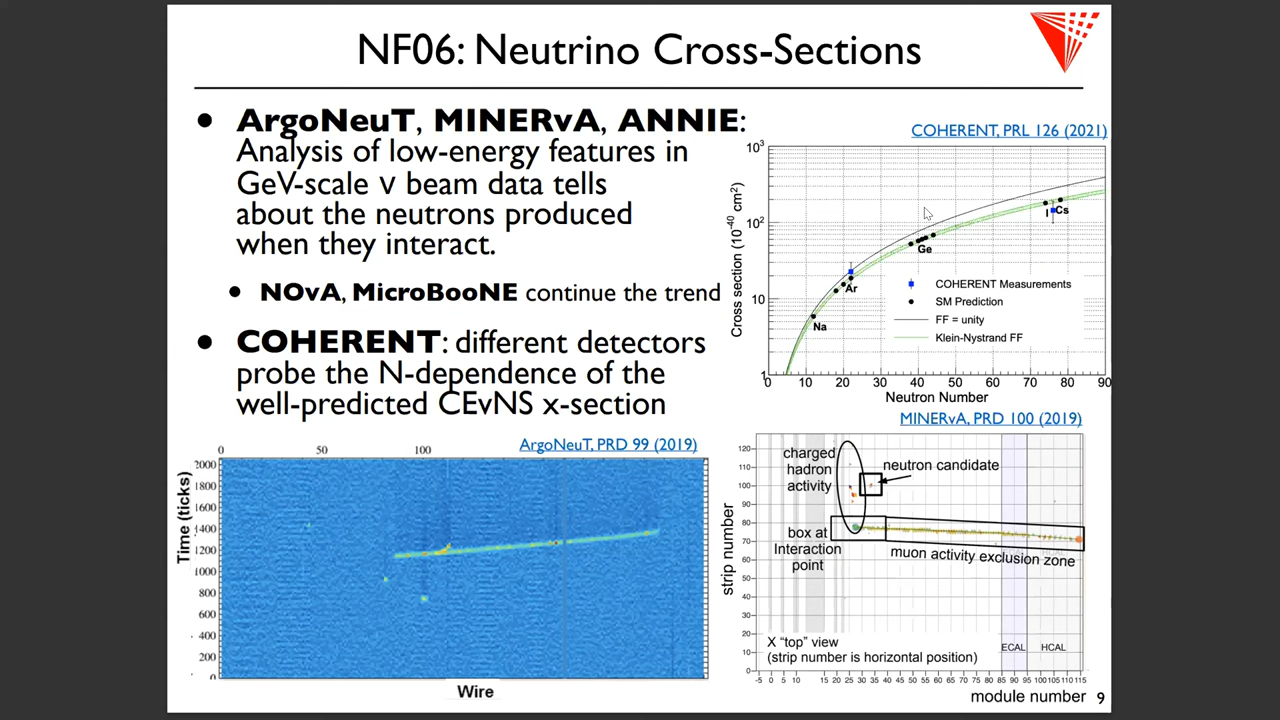 NF06: Neutrino Cross-Sections
• ArgoNeuT, MINERvA, ANNIE:
Analysis of low-energy features in
GeV-scale ν beam data tells
about the neutrons produced
when they interact.
• NOvA, MicroBooNE continue the trend
• COHERENT: different detectors
probe the N-dependence of the
well-predicted CEvNS x-section
COHERENT, PRL 126 (2021)
Cross section (10⁻⁴⁰ cm²)
10³
10²
10
1
I
Cs
Ge
Ar
Na
COHERENT Measurements
SM Prediction
FF = unity
Klein-Nystrand FF
0 10 20 30 40 50 60 70 80 90
Neutron Number
ArgoNeuT, PRD 99 (2019)
0 50 100
Time (ticks)
2000
1800
1600
1400
1200
1000
800
600
400
200
0
Wire
MINERvA, PRD 100 (2019)
strip number
120
110
100
90
80
70
60
50
40
30
20
10
0
charged
hadron
activity
neutron candidate
box at
Interaction
point
muon activity exclusion zone
X “top” view
(strip number is horizontal position)
ECAL
HCAL
-5 0 5 10 15 20 25 30 35 40 45 50 55 60 65 70 75 80 85 90 95 100 105 110 115
module number
9